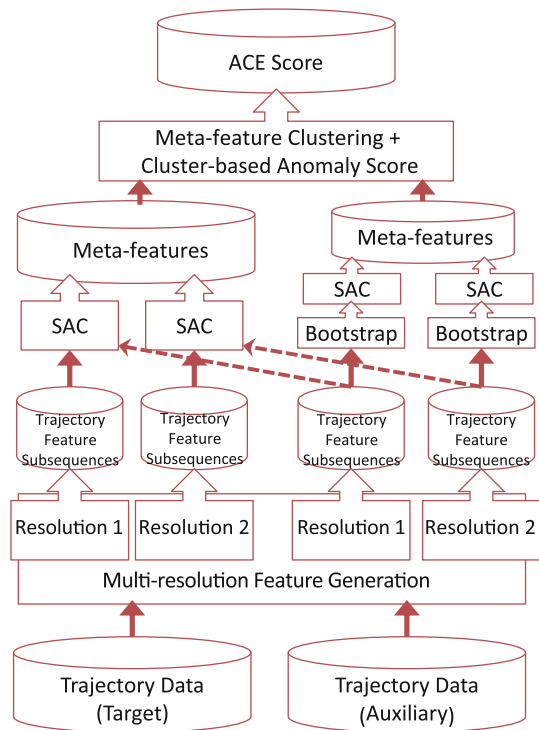 ACE Score
Meta-feature Clustering +
Cluster-based Anomaly Score
Meta-features
Meta-features
SAC
SAC
SAC
SAC
Bootstrap
Bootstrap
Trajectory
Feature
Subsequences
Trajectory
Feature
Subsequences
Trajectory
Feature
Subsequences
Trajectory
Feature
Subsequences
Resolution 1
Resolution 2
Resolution 1
Resolution 2
Multi-resolution Feature Generation
Trajectory Data
(Target)
Trajectory Data
(Auxiliary)